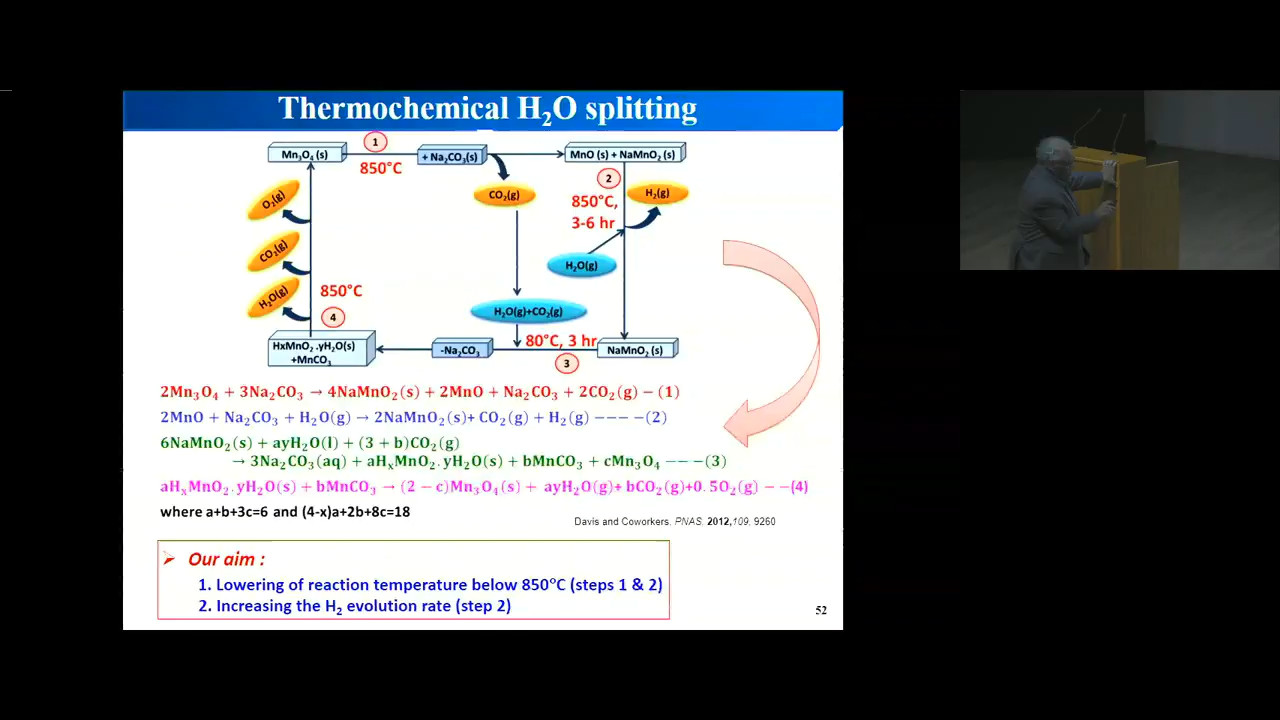 Thermochemical H₂O splitting
1
Mn₃O₄ (s)
+ Na₂CO₃(s)
MnO (s) + NaMnO₂ (s)
850°C
2
CO₂(g)
H₂(g)
O₂(g)
850°C,
3-6 hr
CO₂(g)
H₂O(g)
H₂O(g)
850°C
4
H₂O(g)+CO₂(g)
80°C, 3 hr
HxMnO₂ .yH₂O(s)
+MnCO₃
-Na₂CO₃
NaMnO₂ (s)
3
2Mn₃O₄ + 3Na₂CO₃ → 4NaMnO₂(s) + 2MnO + Na₂CO₃ + 2CO₂(g) − (1)
2MnO + Na₂CO₃ + H₂O(g) → 2NaMnO₂(s)+ CO₂(g) + H₂(g) −−− −(2)
6NaMnO₂(s) + ayH₂O(l) + (3 + b)CO₂(g)
→ 3Na₂CO₃(aq) + aHₓMnO₂.yH₂O(s) + bMnCO₃ + cMn₃O₄ −−−(3)
aHₓMnO₂.yH₂O(s) + bMnCO₃ → (2 − c)Mn₃O₄(s) + ayH₂O(g)+ bCO₂(g)+0.5O₂(g) − −(4)
where a+b+3c=6 and (4-x)a+2b+8c=18
Davis and Coworkers, PNAS, 2012,109, 9260
➢ Our aim :
1. Lowering of reaction temperature below 850°C (steps 1 & 2)
2. Increasing the H₂ evolution rate (step 2)
52